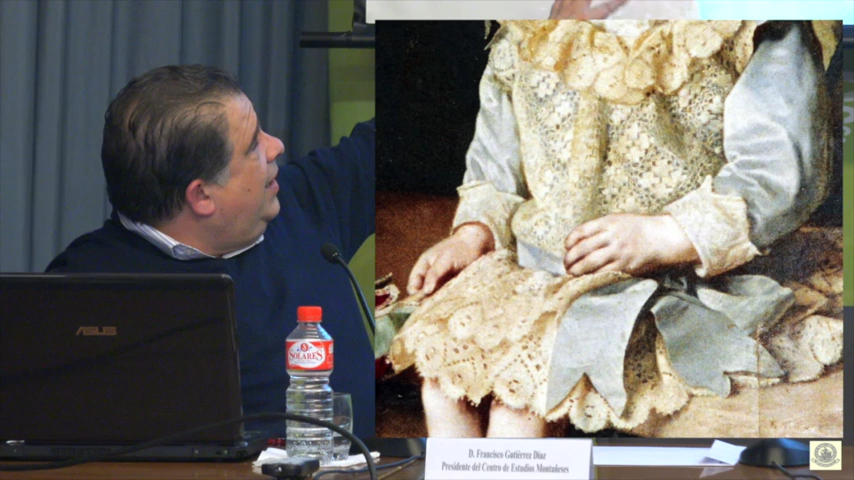 ASUS
SOLARES
D. Francisco Gutiérrez Díaz
Presidente del Centro de Estudios Montañeses